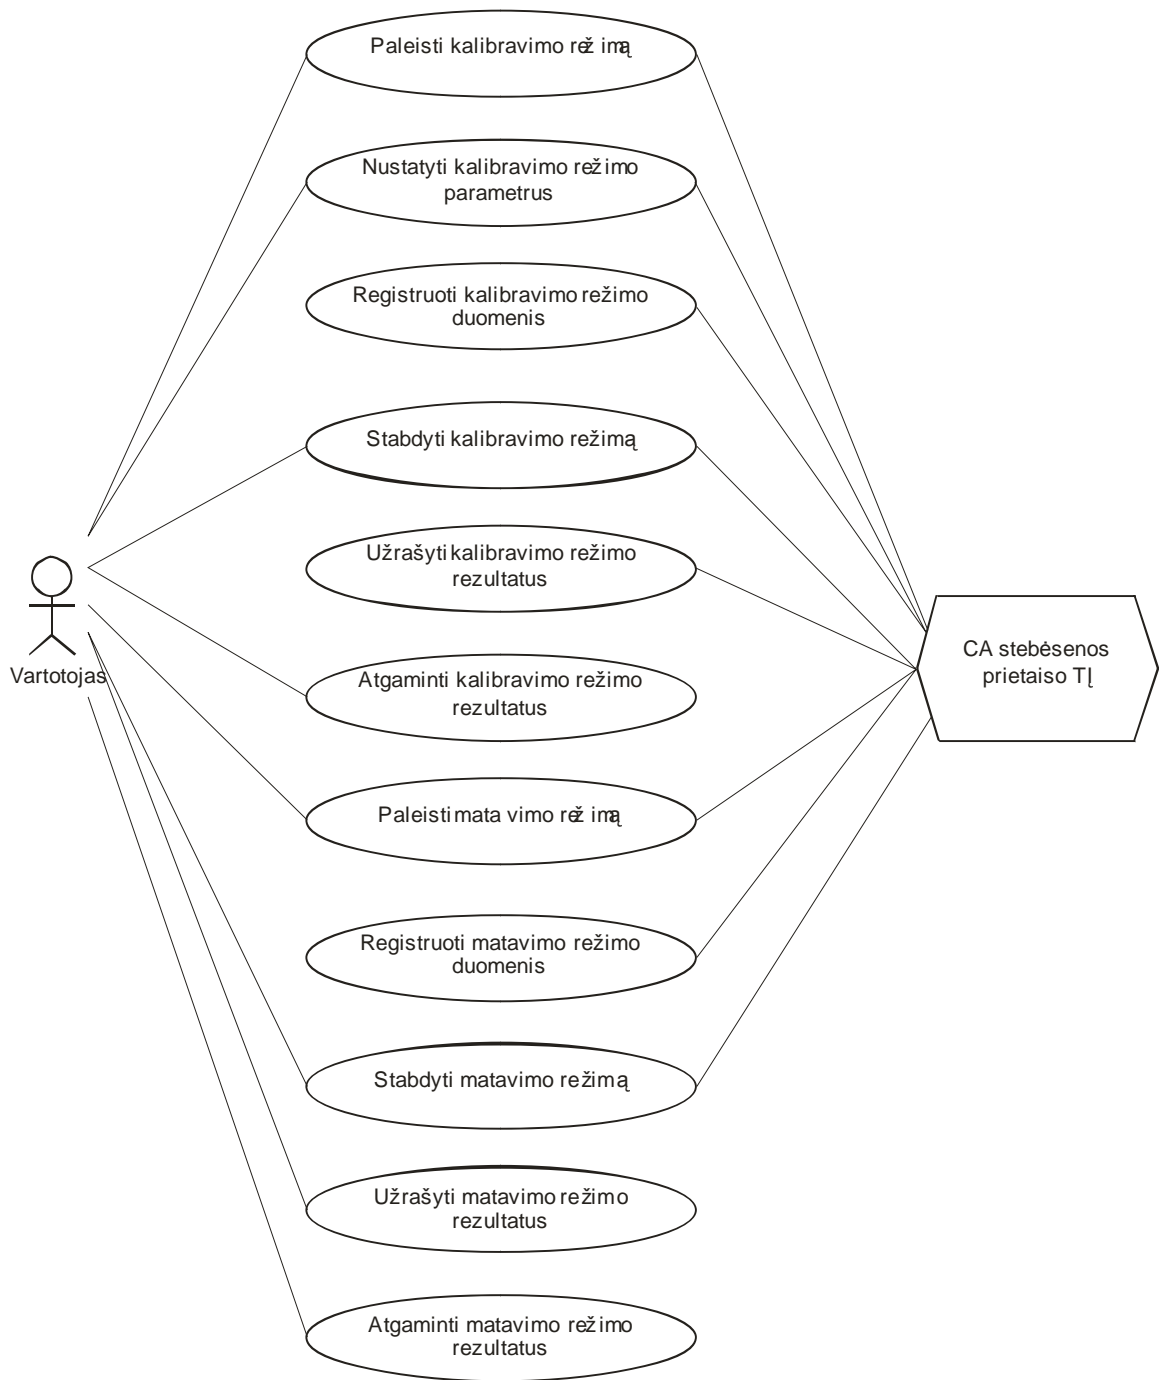 Paleisti kalibravimo režimą
Nustatyti kalibravimo režimo
parametrus
Registruoti kalibravimo režimo
duomenis
Stabdyti kalibravimo režimą
Užrašyti kalibravimo režimo
rezultatus
Vartotojas
CA stebėsenos
prietaiso TĮ
Atgaminti kalibravimo režimo
rezultatus
Paleisti matavimo režimą
Registruoti matavimo režimo
duomenis
Stabdyti matavimo režimą
Užrašyti matavimo režimo
rezultatus
Atgaminti matavimo režimo
rezultatus